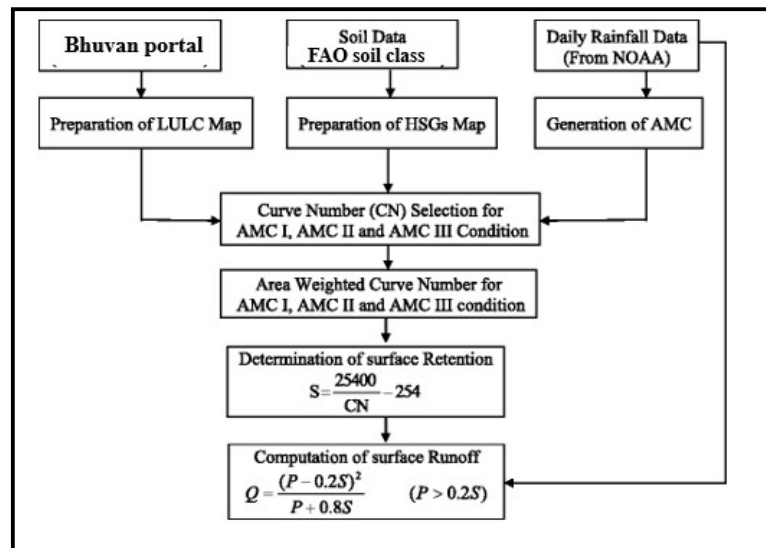 Bhuvan portal
Soil Data
FAO soil class
Daily Rainfall Data
(From NOAA)
Preparation of LULC Map
Preparation of HSGs Map
Generation of AMC
Curve Number (CN) Selection for
AMC I, AMC II and AMC III Condition
Area Weighted Curve Number for
AMC I, AMC II and AMC III condition
Determination of surface Retention
S = 25400 / CN − 254
Computation of surface Runoff
Q = (P − 0.2S)² / P + 0.8S (P > 0.2S)